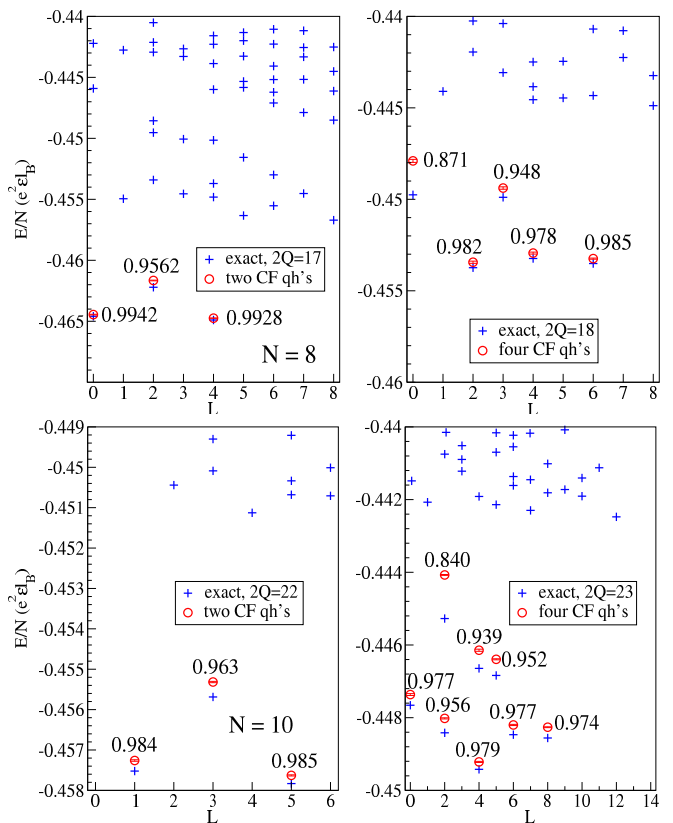 -0.44
-0.445
-0.45
-0.455
-0.46
-0.465
E/N (e²εl_B)
0.9562
0.9942
0.9928
exact, 2Q=17
two CF qh's
N = 8
0 1 2 3 4 5 6 7 8
L
-0.44
-0.445
-0.45
-0.455
-0.46
0.871
0.948
0.982
0.978
0.985
exact, 2Q=18
four CF qh's
0 1 2 3 4 5 6 7 8
L
-0.449
-0.45
-0.451
-0.452
-0.453
-0.454
-0.455
-0.456
-0.457
-0.458
E/N (e²εl_B)
exact, 2Q=22
two CF qh's
0.963
0.984
0.985
N = 10
0 1 2 3 4 5 6
L
-0.44
-0.442
-0.444
-0.446
-0.448
-0.45
exact, 2Q=23
four CF qh's
0.840
0.939
0.952
0.977
0.956
0.977
0.974
0.979
0 2 4 6 8 10 12 14
L